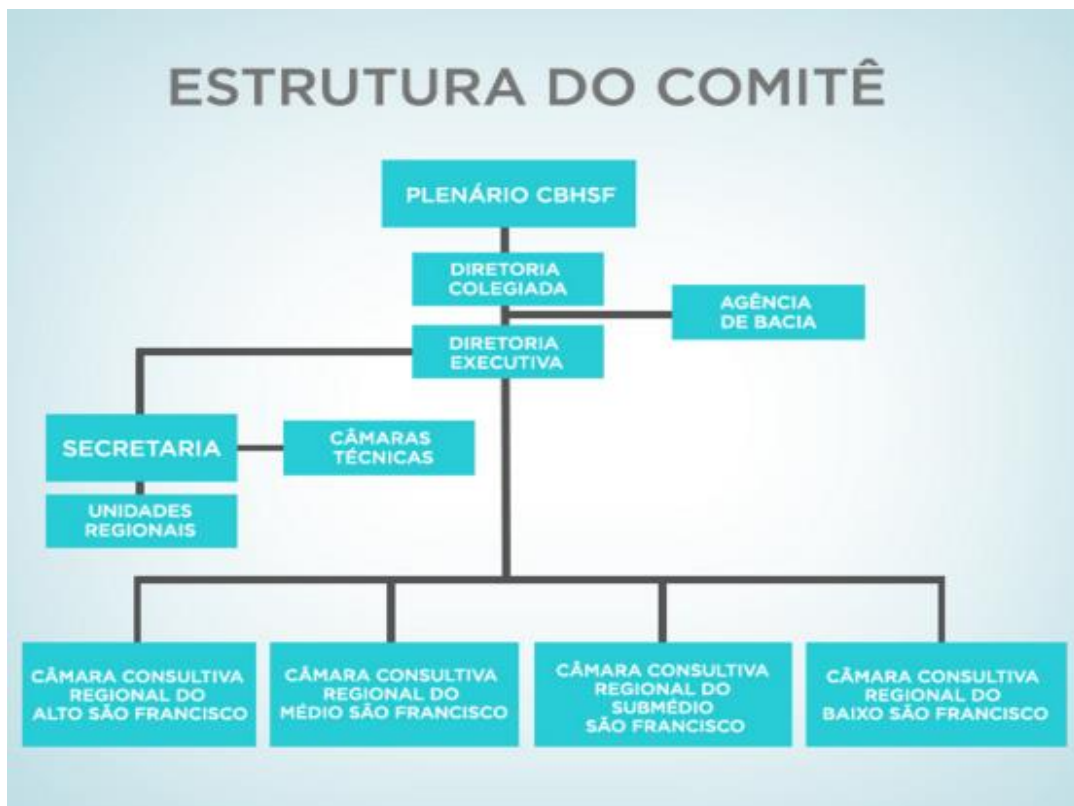 ESTRUTURA DO COMITÊ
PLENÁRIO CBHSF
DIRETORIA
COLEGIADA
AGÊNCIA
DE BACIA
DIRETORIA
EXECUTIVA
SECRETARIA
CÂMARAS
TÉCNICAS
UNIDADES
REGIONAIS
CÂMARA CONSULTIVA
REGIONAL DO
ALTO SÃO FRANCISCO
CÂMARA CONSULTIVA
REGIONAL DO
MÉDIO SÃO FRANCISCO
CÂMARA CONSULTIVA
REGIONAL DO
SUBMÉDIO
SÃO FRANCISCO
CÂMARA CONSULTIVA
REGIONAL DO
BAIXO SÃO FRANCISCO